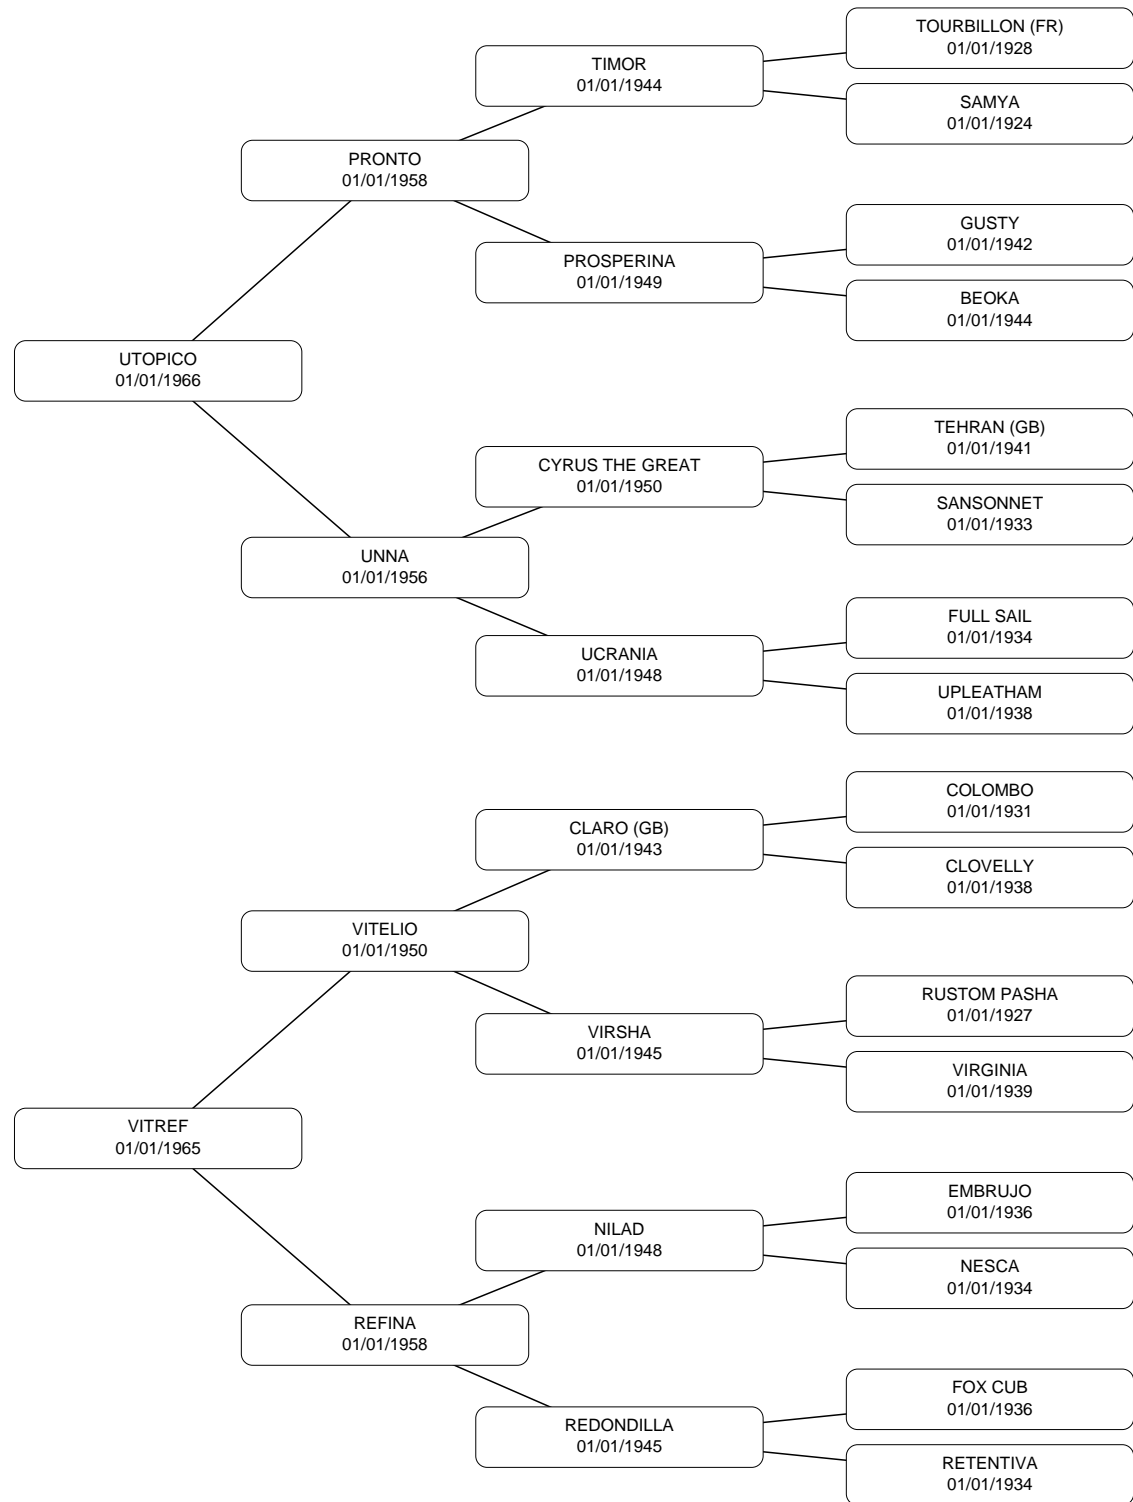 TOURBILLON (FR)
01/01/1928
TIMOR
01/01/1944
SAMYA
01/01/1924
PRONTO
01/01/1958
GUSTY
01/01/1942
PROSPERINA
01/01/1949
BEOKA
01/01/1944
UTOPICO
01/01/1966
TEHRAN (GB)
01/01/1941
CYRUS THE GREAT
01/01/1950
SANSONNET
01/01/1933
UNNA
01/01/1956
FULL SAIL
01/01/1934
UCRANIA
01/01/1948
UPLEATHAM
01/01/1938
COLOMBO
01/01/1931
CLARO (GB)
01/01/1943
CLOVELLY
01/01/1938
VITELIO
01/01/1950
RUSTOM PASHA
01/01/1927
VIRSHA
01/01/1945
VIRGINIA
01/01/1939
VITREF
01/01/1965
EMBRUJO
01/01/1936
NILAD
01/01/1948
NESCA
01/01/1934
REFINA
01/01/1958
FOX CUB
01/01/1936
REDONDILLA
01/01/1945
RETENTIVA
01/01/1934